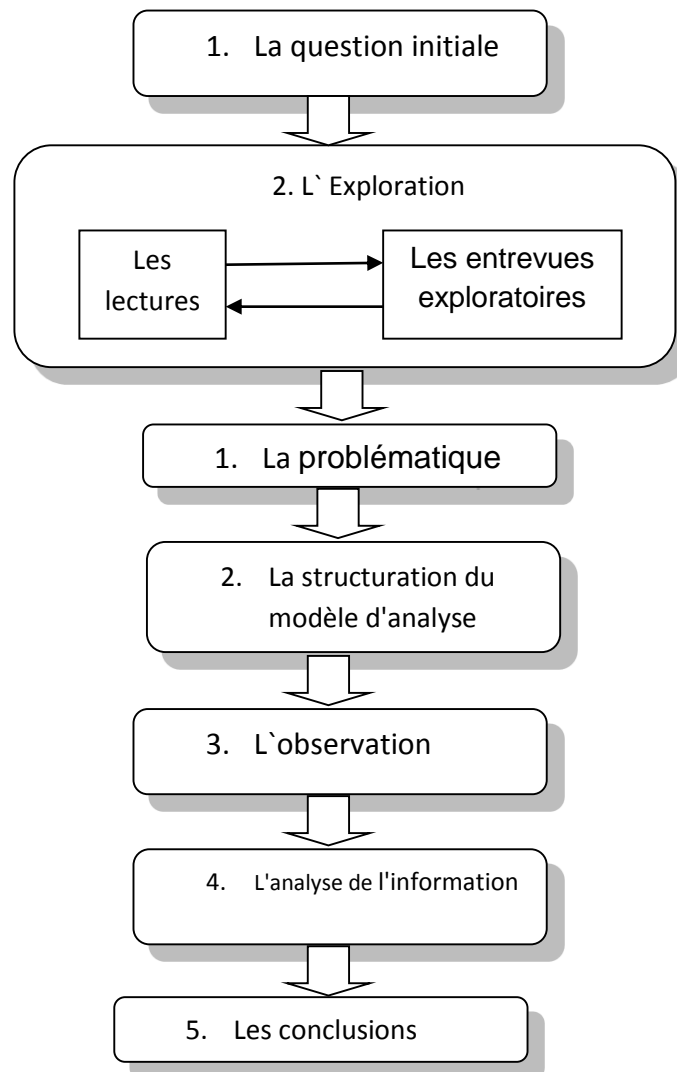 1. La question initiale
2. L` Exploration
Les
lectures
Les entrevues
exploratoires
1. La problématique
2. La structuration du
modèle d'analyse
3. L`observation
4. L'analyse de l'information
5. Les conclusions